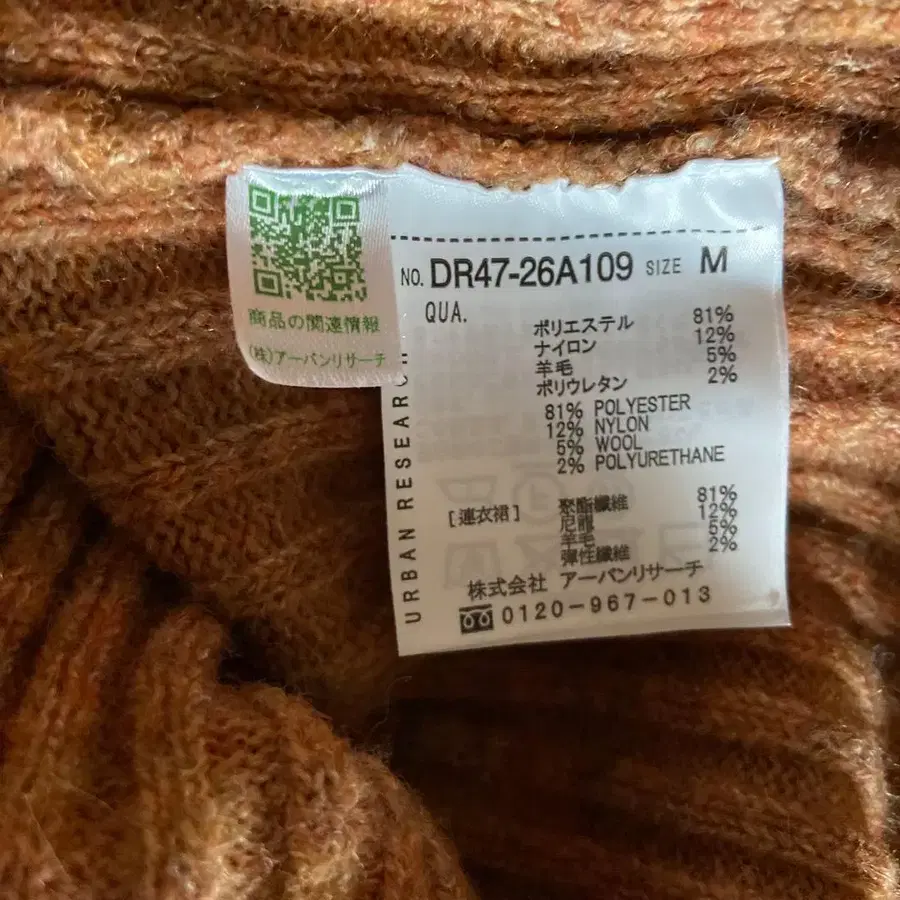 商品の関連情報
(株)アーバンリサーチ
URBAN RESEARCH
NO. DR47-26A109 SIZE M
QUA.
ポリエステル 81%
ナイロン 12%
羊毛 5%
ポリウレタン 2%
81% POLYESTER
12% NYLON
5% WOOL
2% POLYURETHANE
[連衣裙] 聚酯纖維 81%
尼龍 12%
羊毛 5%
彈性纖維 2%
株式会社 アーバンリサーチ
0120-967-013